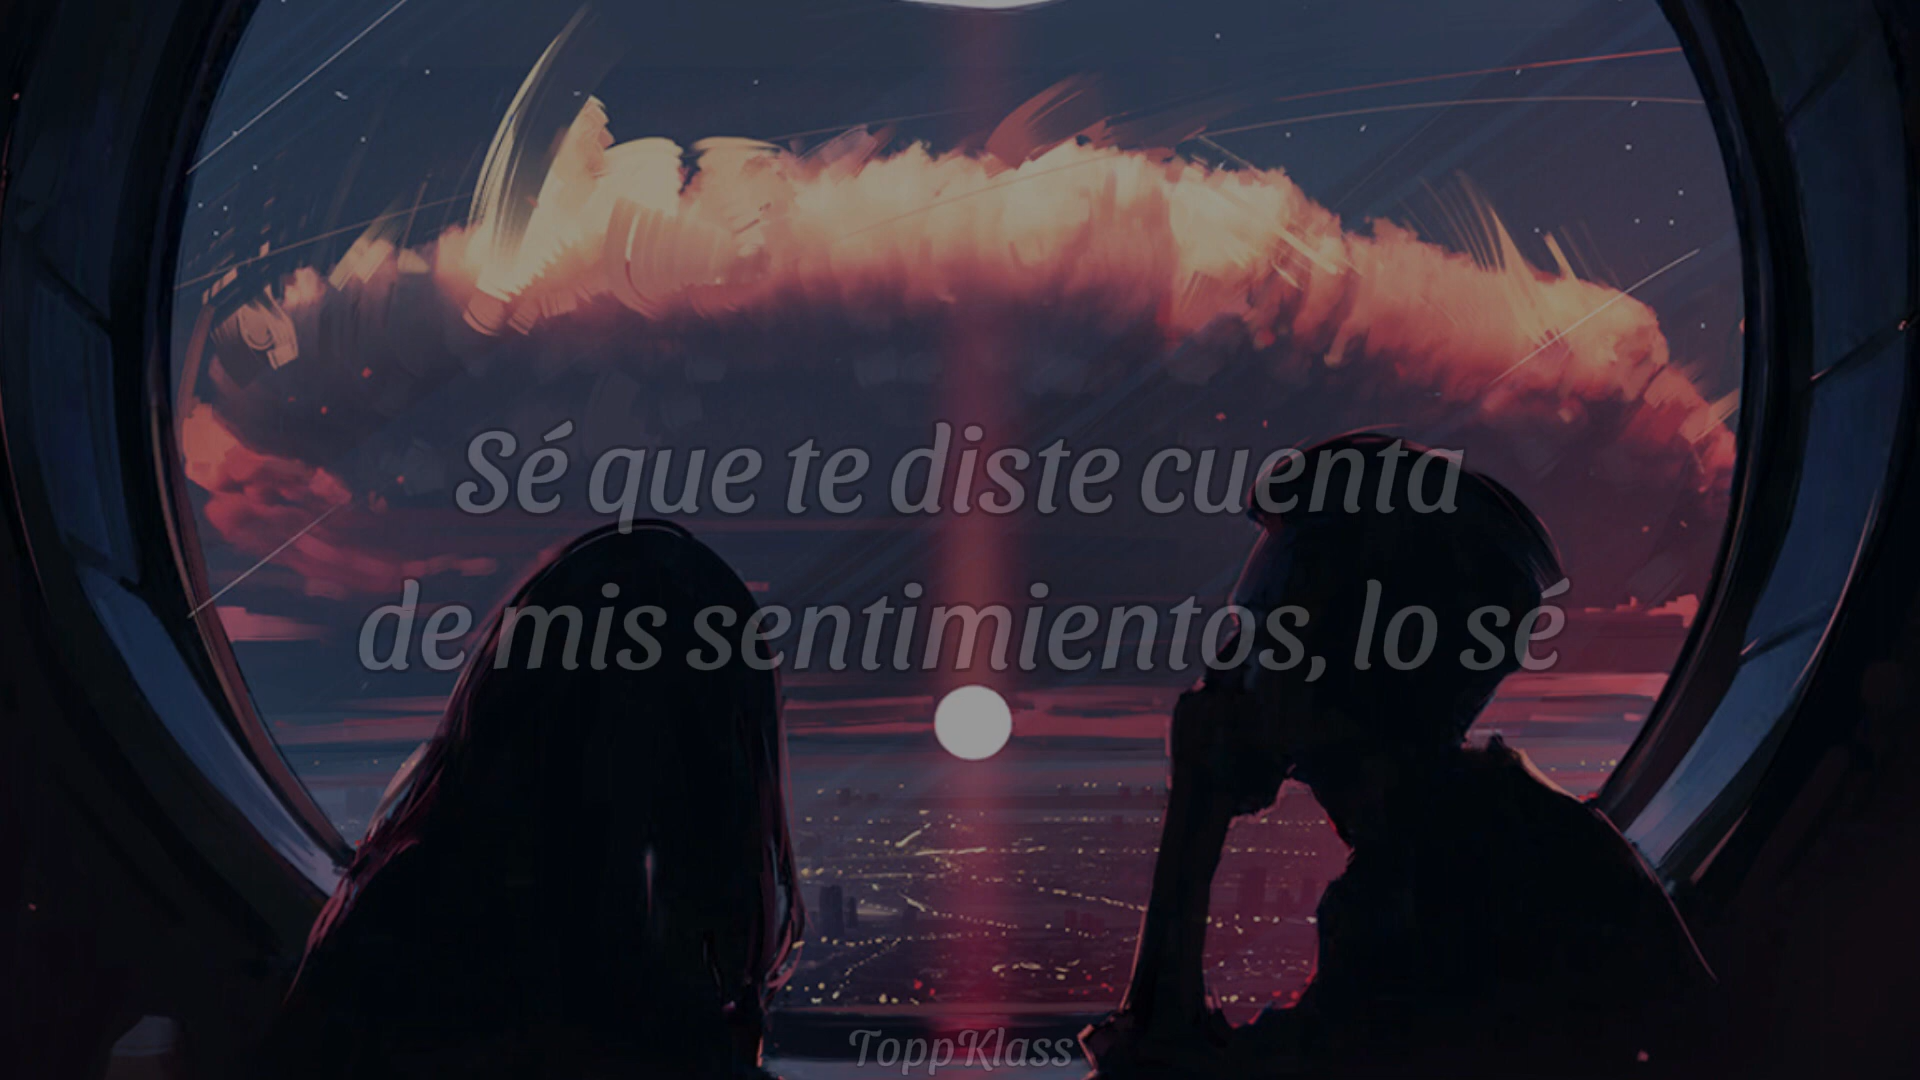 Sé que te diste cuenta
de mis sentimientos, lo sé
ToppKlass